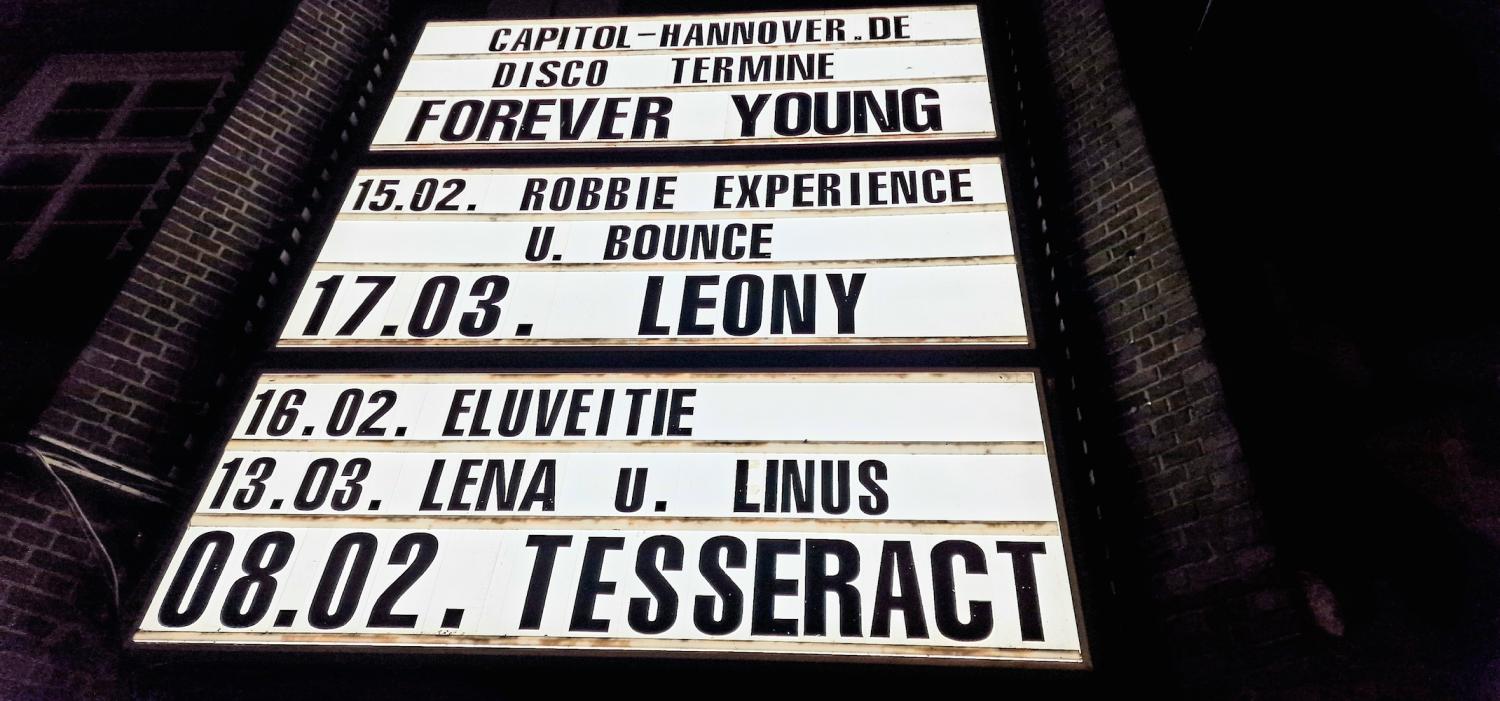 CAPITOL-HANNOVER.DE
DISCO TERMINE
FOREVER YOUNG
15.02. ROBBIE EXPERIENCE
U. BOUNCE
17.03. LEONY
16.02. ELUVEITIE
13.03. LENA u. LINUS
08.02. TESSERACT